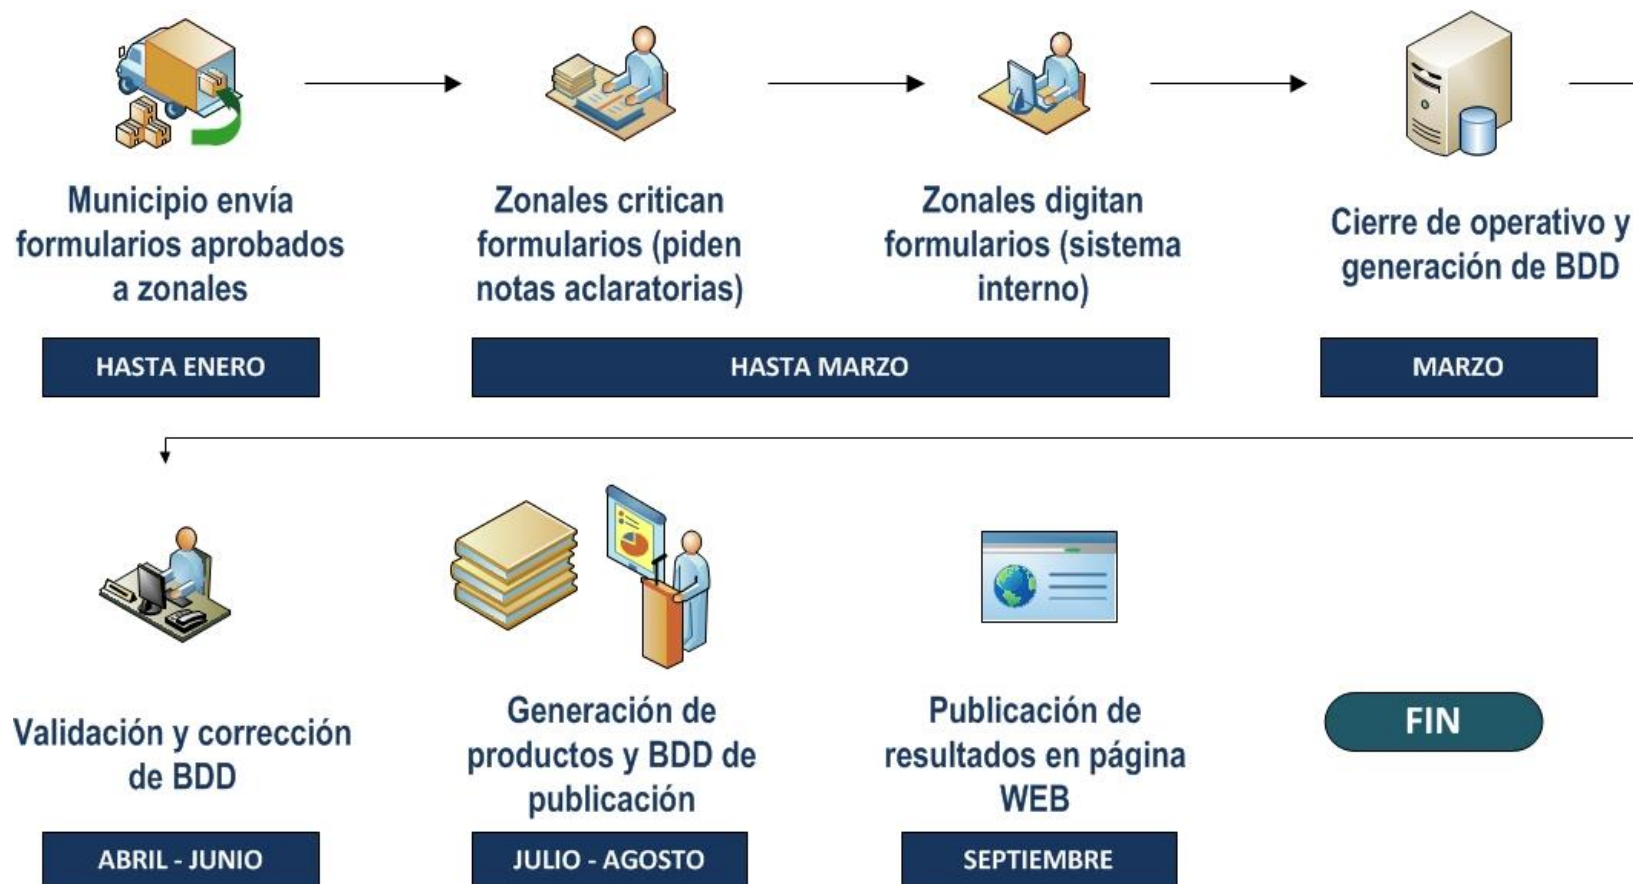 Municipio envía
formularios aprobados
a zonales
HASTA ENERO
Zonales critican
formularios (piden
notas aclaratorias)
Zonales digitan
formularios (sistema
interno)
HASTA MARZO
Cierre de operativo y
generación de BDD
MARZO
Validación y corrección
de BDD
ABRIL - JUNIO
Generación de
productos y BDD de
publicación
JULIO - AGOSTO
Publicación de
resultados en página
WEB
SEPTIEMBRE
FIN